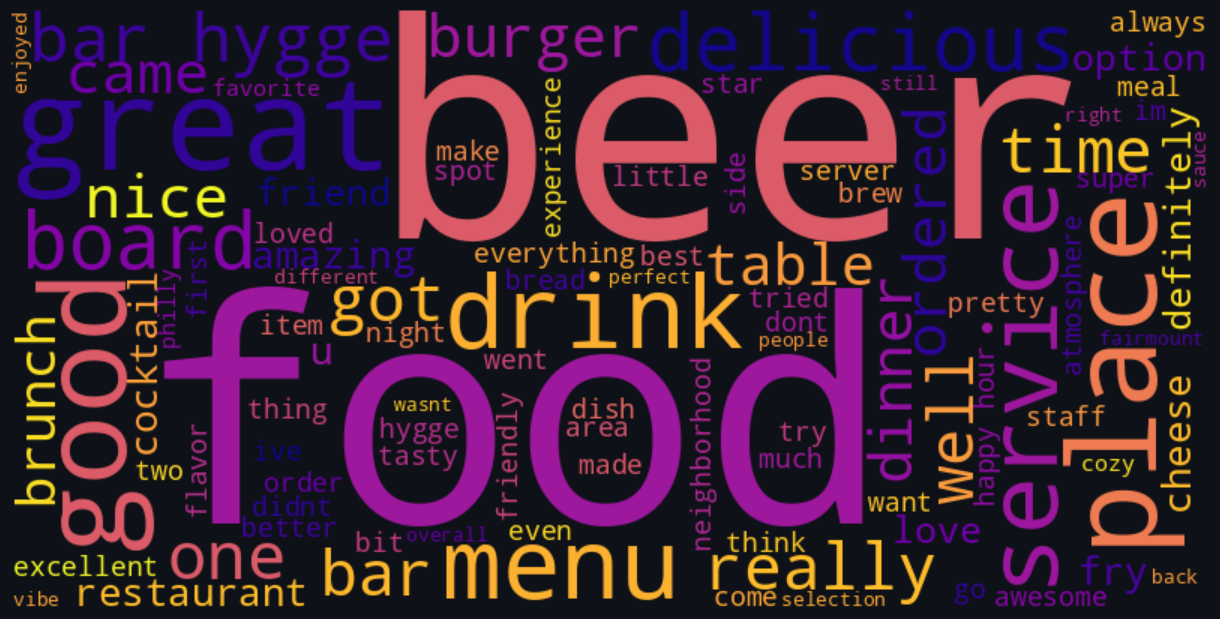 enjoyed
bar hygge
came
favorite
great
beer
burger
delicious
always
option
star
still
meal
right
im
nice
friend
make
spot
experience
little
side
server
brew
ordered
time
super
definitely
sauce
board
loved
amazing
first
philly
everything
best
table
service
place
atmosphere
different
bread
perfect
good
cocktail
brunch
got
drink
tried
dont
people
dinner
pretty
fairmount
item
night
u
food
went
well
happy hour
thing
wasnt
hygge
tasty
friendly
dish
area
made
neighborhood
try
much
staff
cheese
cozy
flavor
two
ive
order
didnt
better
want
love
bit
overall
even
think
excellent
one
bar
menu
really
fry
back
vibe
restaurant
come
selection
go
awesome